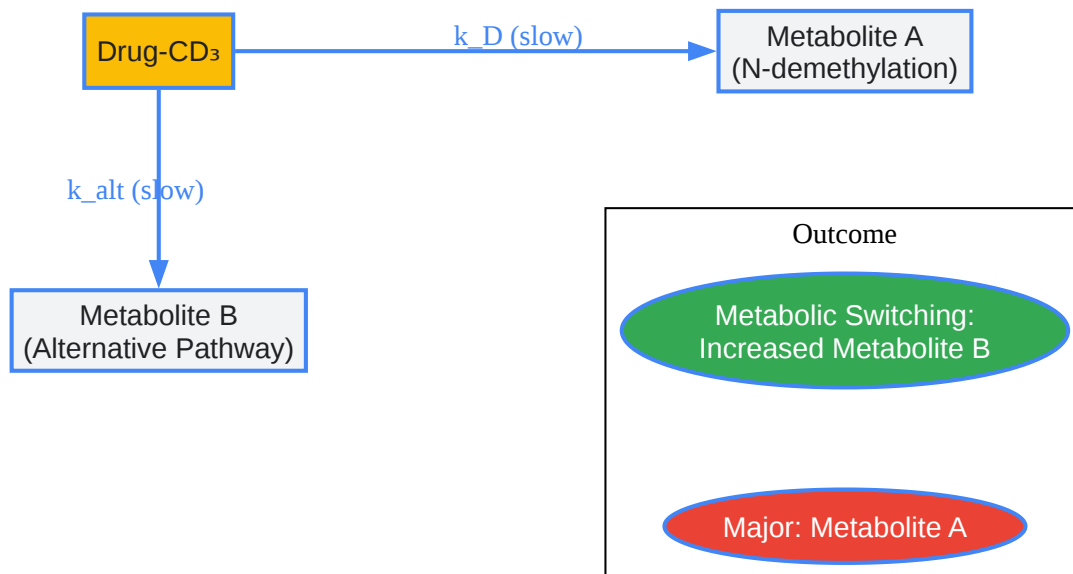 Drug-CD₃
k_D (slow)
Metabolite A
(N-demethylation)
k_alt (slow)
Metabolite B
(Alternative Pathway)
Outcome
Metabolic Switching:
Increased Metabolite B
Major: Metabolite A